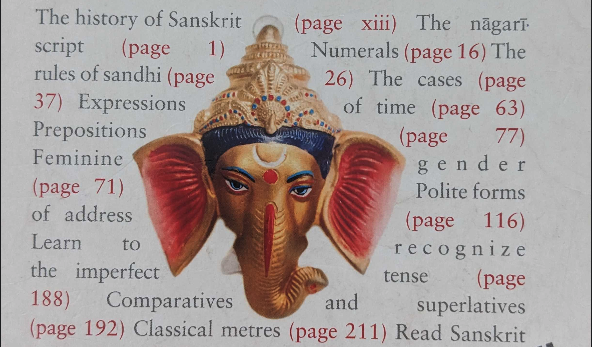 The history of Sanskrit (page xiii) The nāgarī-
script (page 1) Numerals (page 16) The
rules of sandhi (page 26) The cases (page
37) Expressions of time (page 63)
Prepositions (page 77)
Feminine gender
(page 71) Polite forms
of address (page 116)
Learn to recognize
the imperfect tense (page
188) Comparatives and superlatives
(page 192) Classical metres (page 211) Read Sanskrit